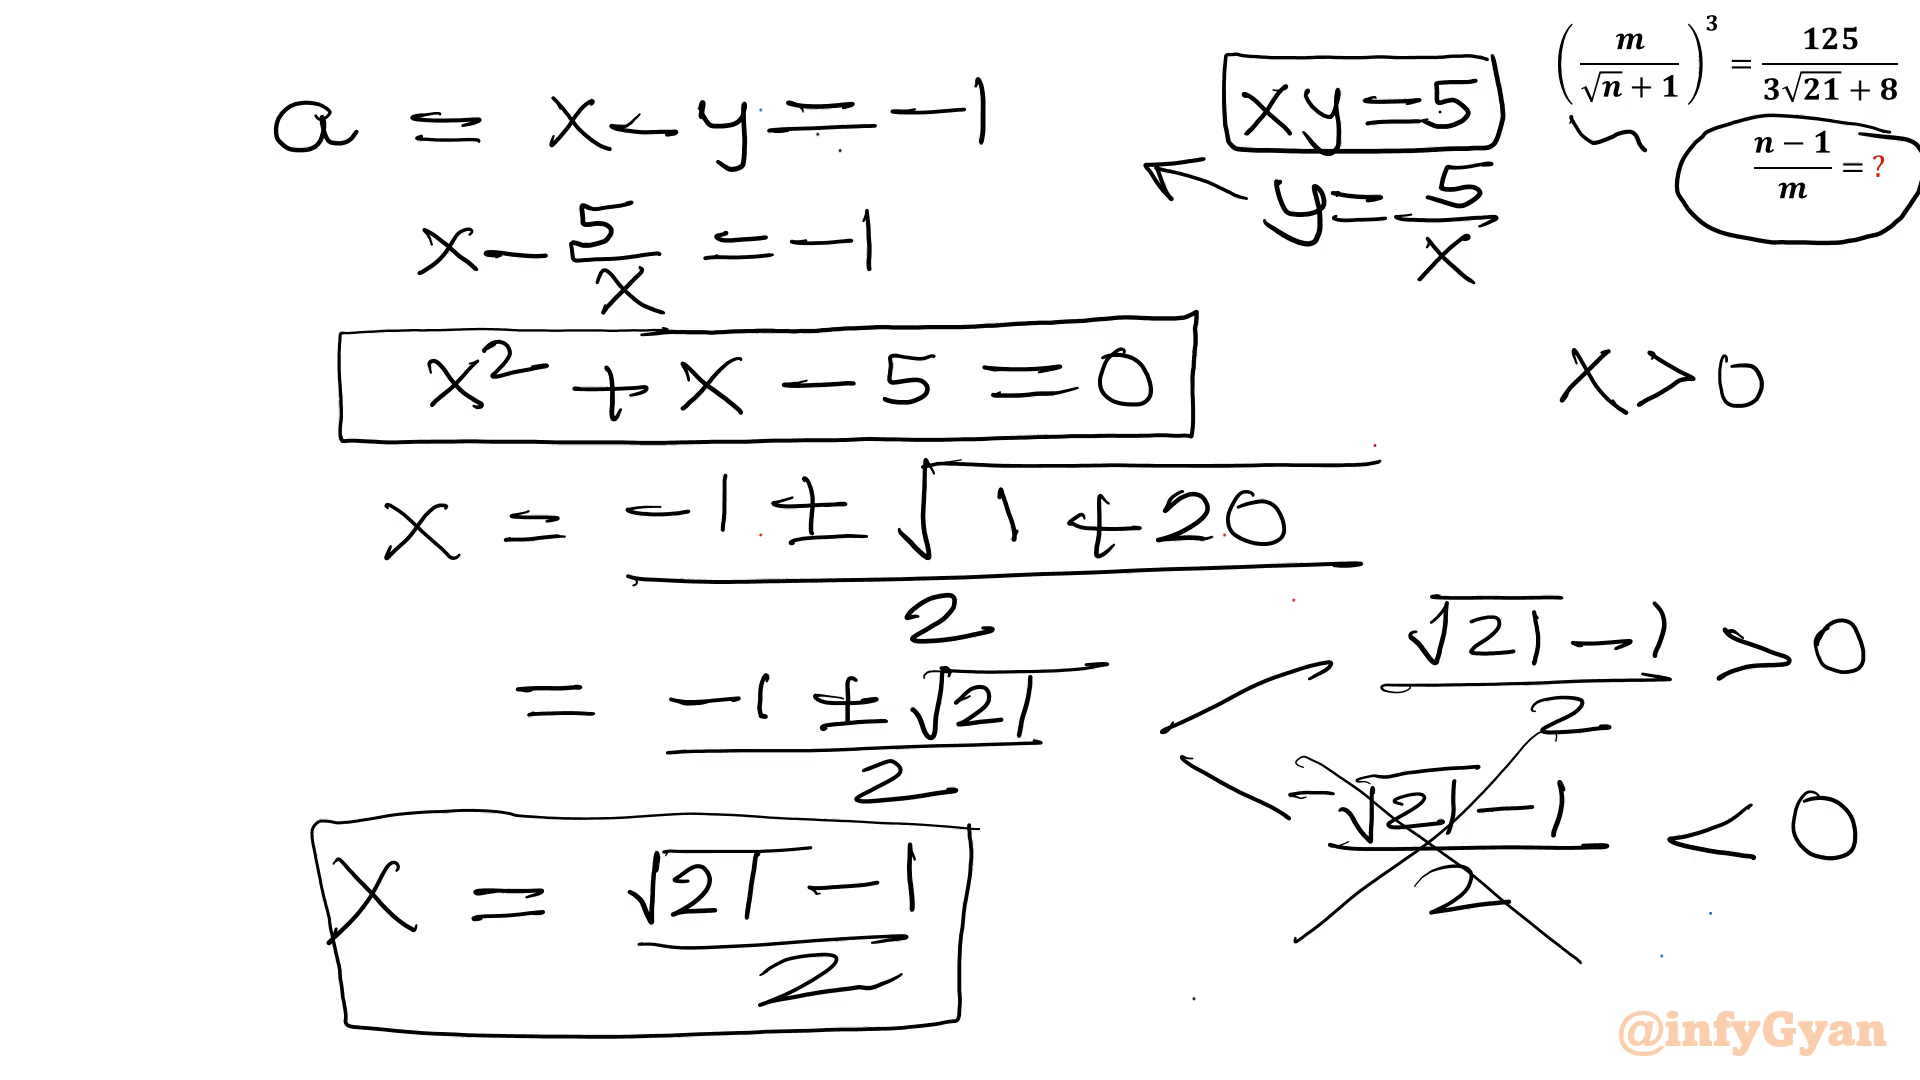 (m/(√n + 1))³ = 125/(3√21 + 8)
(n − 1)/m = ?
a = x − y = −1
xy = 5
x − 5/x = −1
y = 5/x
x² + x − 5 = 0
x > 0
x = (−1 ± √(1 + 20))/2
= (−1 ± √21)/2
(√21 − 1)/2 > 0
(−√21 − 1)/2 < 0
x = (√21 − 1)/2
@infyGyan